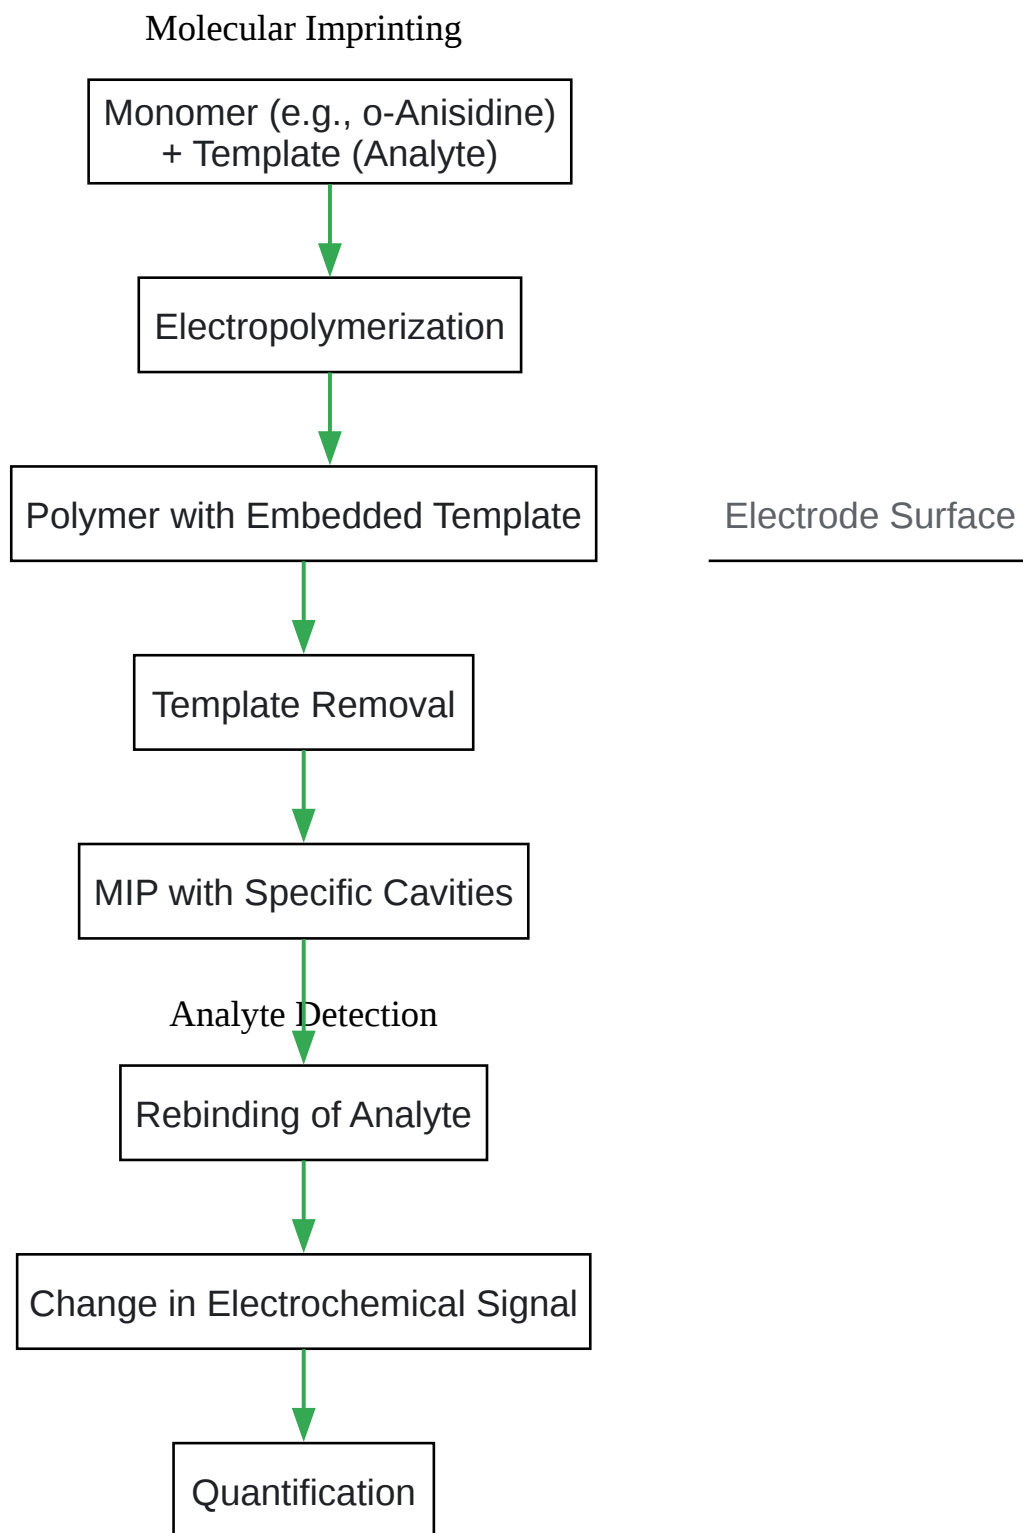 Molecular Imprinting
Monomer (e.g., o-Anisidine)
+ Template (Analyte)
Electropolymerization
Polymer with Embedded Template
Electrode Surface
Template Removal
MIP with Specific Cavities
Analyte Detection
Rebinding of Analyte
Change in Electrochemical Signal
Quantification